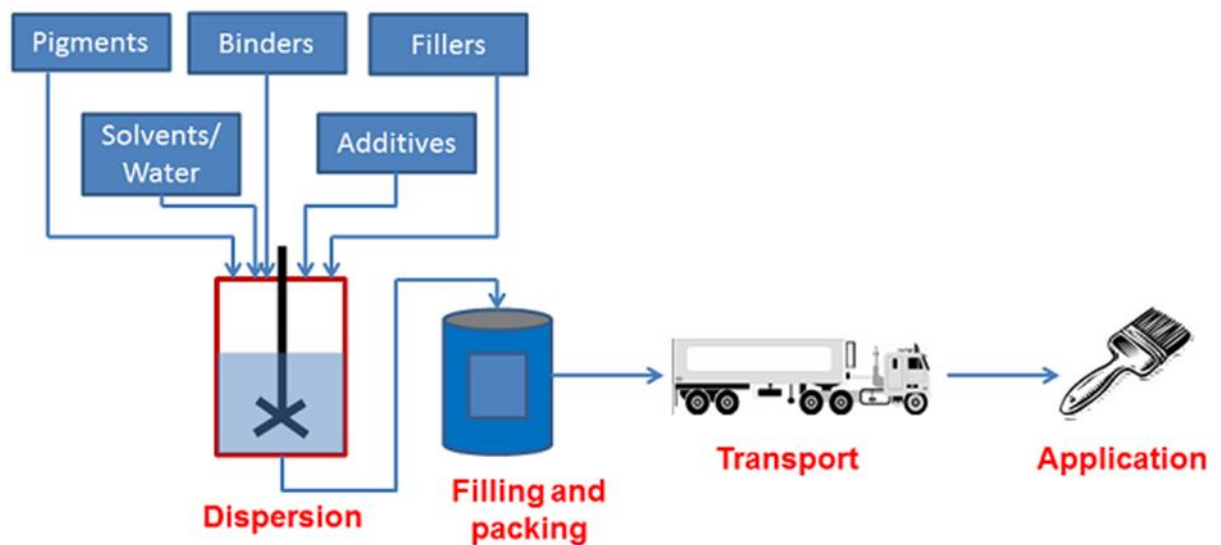 Pigments
Binders
Fillers
Solvents/
Water
Additives
Dispersion
Filling and
packing
Transport
Application